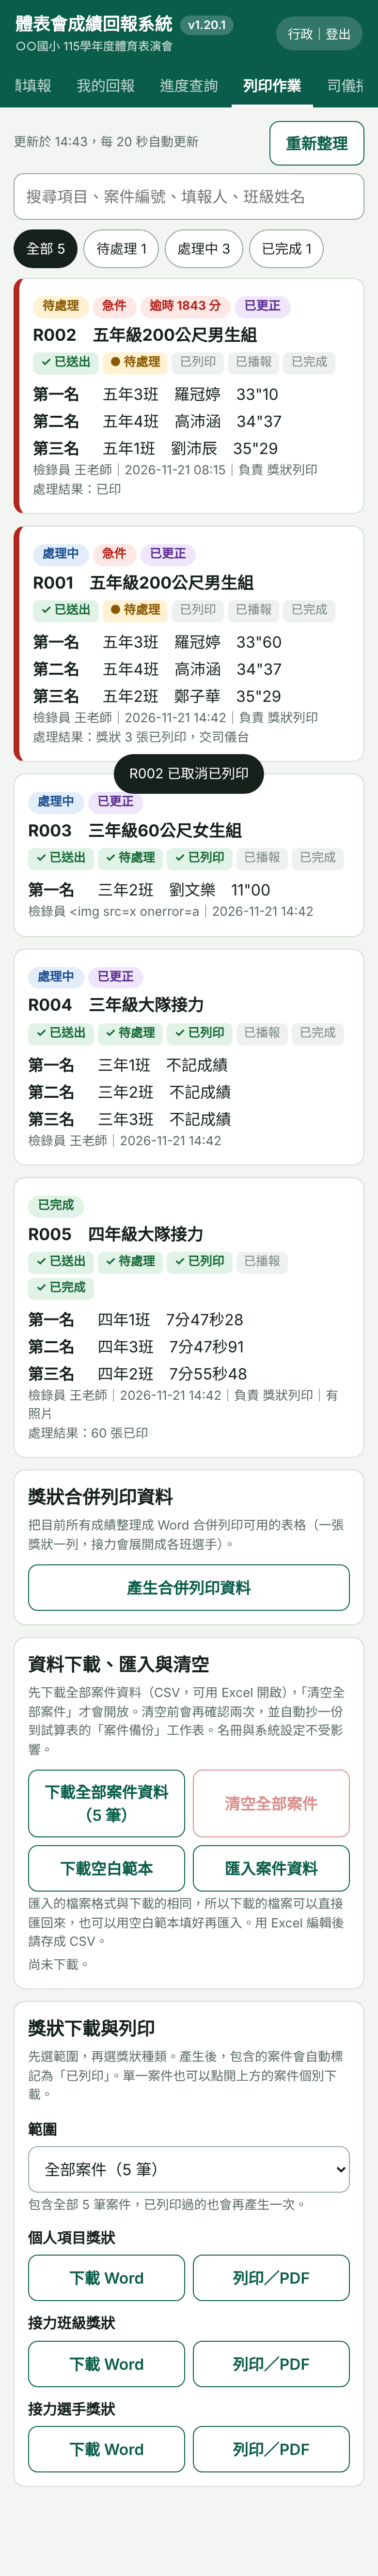 體表會成績回報系統 v1.20.1
○○國小 115學年度體育表演會
行政｜登出
績填報 我的回報 進度查詢 列印作業 司儀播
更新於 14:43，每 20 秒自動更新
重新整理
搜尋項目、案件編號、填報人、班級姓名
全部 5 待處理 1 處理中 3 已完成 1
待處理 急件 逾時 1843 分 已更正
R002 五年級200公尺男生組
✓ 已送出 ● 待處理 已列印 已播報 已完成
第一名 五年3班 羅冠婷 33"10
第二名 五年4班 高沛涵 34"37
第三名 五年1班 劉沛辰 35"29
檢錄員 王老師｜2026-11-21 08:15｜負責 獎狀列印
處理結果：已印
處理中 急件 已更正
R001 五年級200公尺男生組
✓ 已送出 ● 待處理 已列印 已播報 已完成
第一名 五年3班 羅冠婷 33"60
第二名 五年4班 高沛涵 34"37
第三名 五年2班 鄭子華 35"29
檢錄員 王老師｜2026-11-21 14:42｜負責 獎狀列印
處理結果：獎狀 3 張已列印，交司儀台
R002 已取消已列印
處理中 已更正
R003 三年級60公尺女生組
✓ 已送出 ✓ 待處理 ✓ 已列印 已播報 已完成
第一名 三年2班 劉文樂 11"00
檢錄員 <img src=x onerror=a｜2026-11-21 14:42
處理中 已更正
R004 三年級大隊接力
✓ 已送出 ✓ 待處理 ✓ 已列印 已播報 已完成
第一名 三年1班 不記成績
第二名 三年2班 不記成績
第三名 三年3班 不記成績
檢錄員 王老師｜2026-11-21 14:42
已完成
R005 四年級大隊接力
✓ 已送出 ✓ 待處理 ✓ 已列印 已播報
✓ 已完成
第一名 四年1班 7分47秒28
第二名 四年3班 7分47秒91
第三名 四年2班 7分55秒48
檢錄員 王老師｜2026-11-21 14:42｜負責 獎狀列印｜有
照片
處理結果：60 張已印
獎狀合併列印資料
把目前所有成績整理成 Word 合併列印可用的表格（一張
獎狀一列，接力會展開成各班選手）。
產生合併列印資料
資料下載、匯入與清空
先下載全部案件資料（CSV，可用 Excel 開啟），「清空全
部案件」才會開放。清空前會再確認兩次，並自動抄一份
到試算表的「案件備份」工作表。名冊與系統設定不受影
響。
下載全部案件資料
（5 筆）
清空全部案件
下載空白範本 匯入案件資料
匯入的檔案格式與下載的相同，所以下載的檔案可以直接
匯回來，也可以用空白範本填好再匯入。用 Excel 編輯後
請存成 CSV。
尚未下載。
獎狀下載與列印
先選範圍，再選獎狀種類。產生後，包含的案件會自動標
記為「已列印」。單一案件也可以點開上方的案件個別下
載。
範圍
全部案件（5 筆）
包含全部 5 筆案件，已列印過的也會再產生一次。
個人項目獎狀
下載 Word 列印／PDF
接力班級獎狀
下載 Word 列印／PDF
接力選手獎狀
下載 Word 列印／PDF